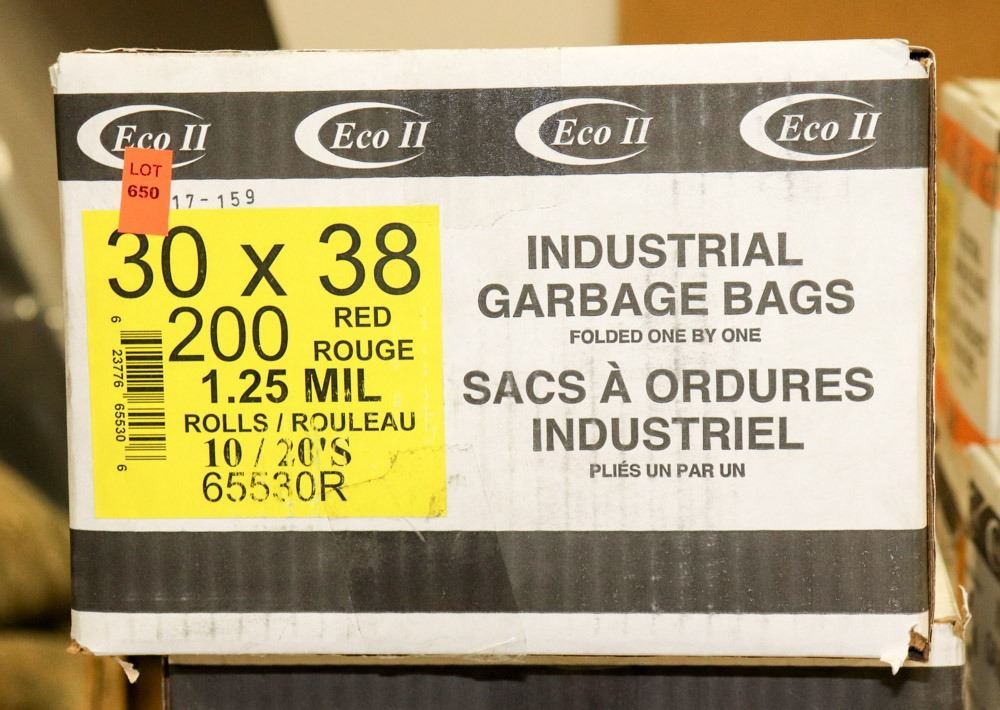 Eco II Eco II Eco II Eco II
LOT
650
17-159
30 x 38
200 RED
ROUGE
1.25 MIL
ROLLS / ROULEAU
10 / 20'S
65530R
6 23776 65530 6
INDUSTRIAL
GARBAGE BAGS
FOLDED ONE BY ONE
SACS À ORDURES
INDUSTRIEL
PLIÉS UN PAR UN